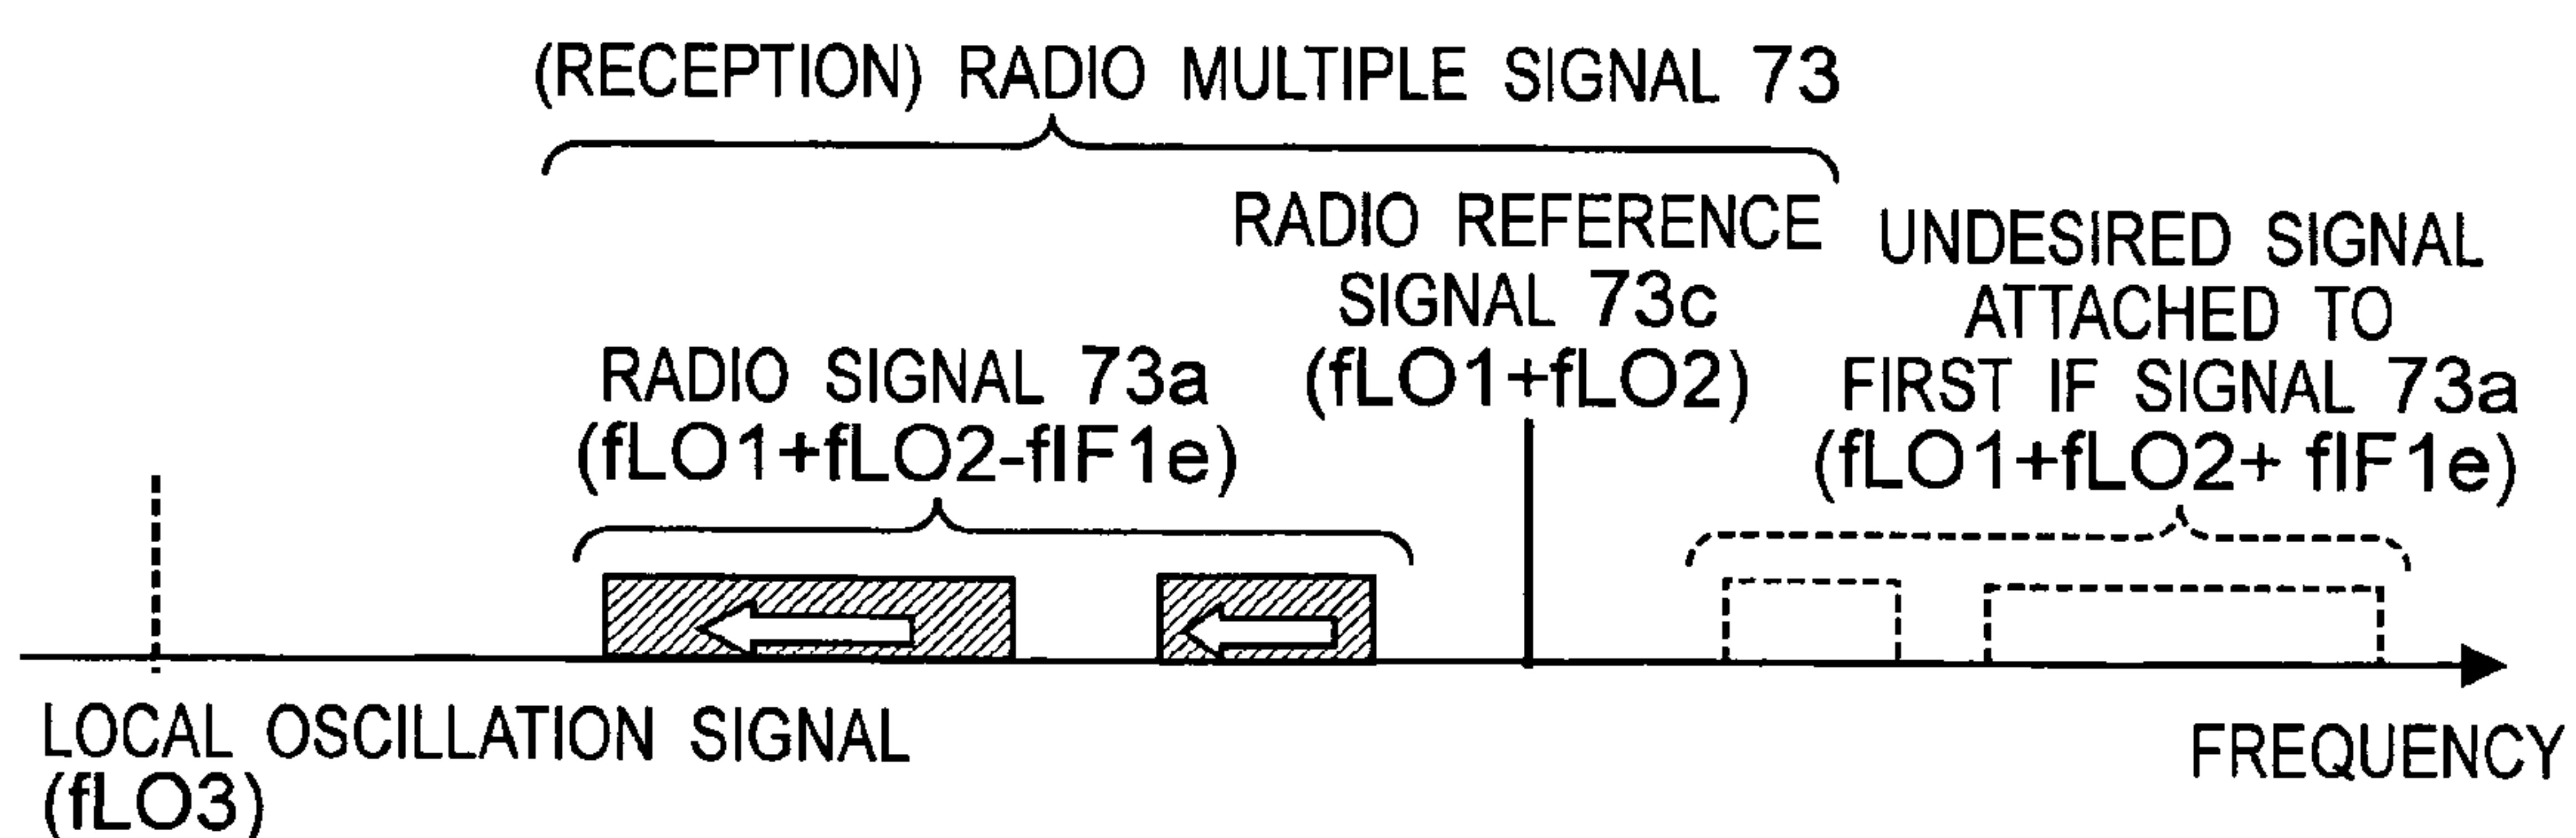 (RECEPTION) RADIO MULTIPLE SIGNAL 73
RADIO REFERENCE
SIGNAL 73c
(fLO1+fLO2)
UNDESIRED SIGNAL
ATTACHED TO
FIRST IF SIGNAL 73a
(fLO1+fLO2+ fIF1e)
RADIO SIGNAL 73a
(fLO1+fLO2-fIF1e)
LOCAL OSCILLATION SIGNAL
(fLO3)
FREQUENCY